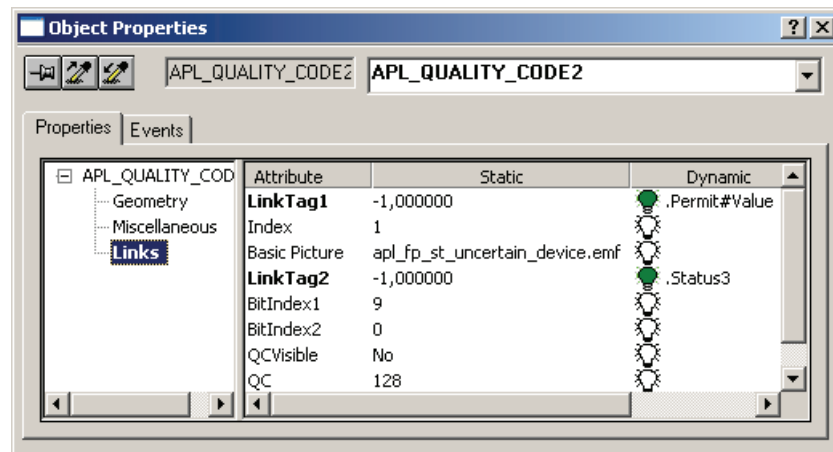 Object Properties
APL_QUALITY_CODE2 APL_QUALITY_CODE2
Properties Events
APL_QUALITY_COD
Geometry
Miscellaneous
Links
Attribute Static Dynamic
LinkTag1 -1,000000 .Permit#Value
Index 1
Basic Picture apl_fp_st_uncertain_device.emf
LinkTag2 -1,000000 .Status3
BitIndex1 9
BitIndex2 0
QCVisible No
QC 128